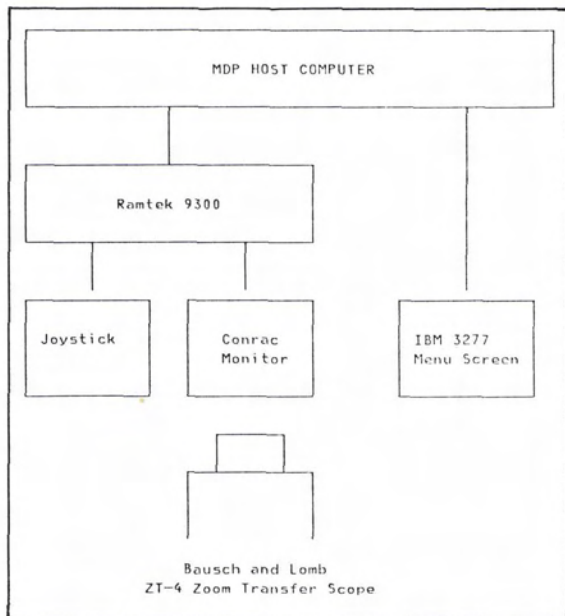 MDP HOST COMPUTER
Ramtek 9300
Joystick
Conrac
Monitor
IBM 3277
Menu Screen
Bausch and Lomb
ZT-4 Zoom Transfer Scope